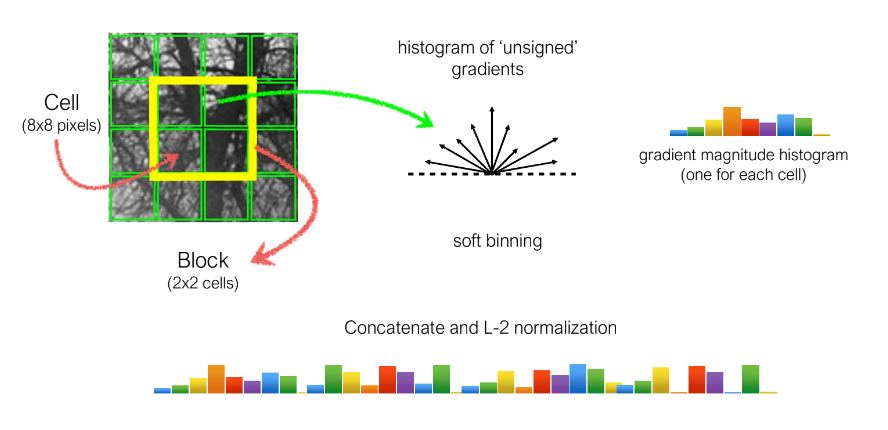 histogram of ‘unsigned’
gradients
Cell
(8x8 pixels)
gradient magnitude histogram
(one for each cell)
soft binning
Block
(2x2 cells)
Concatenate and L-2 normalization